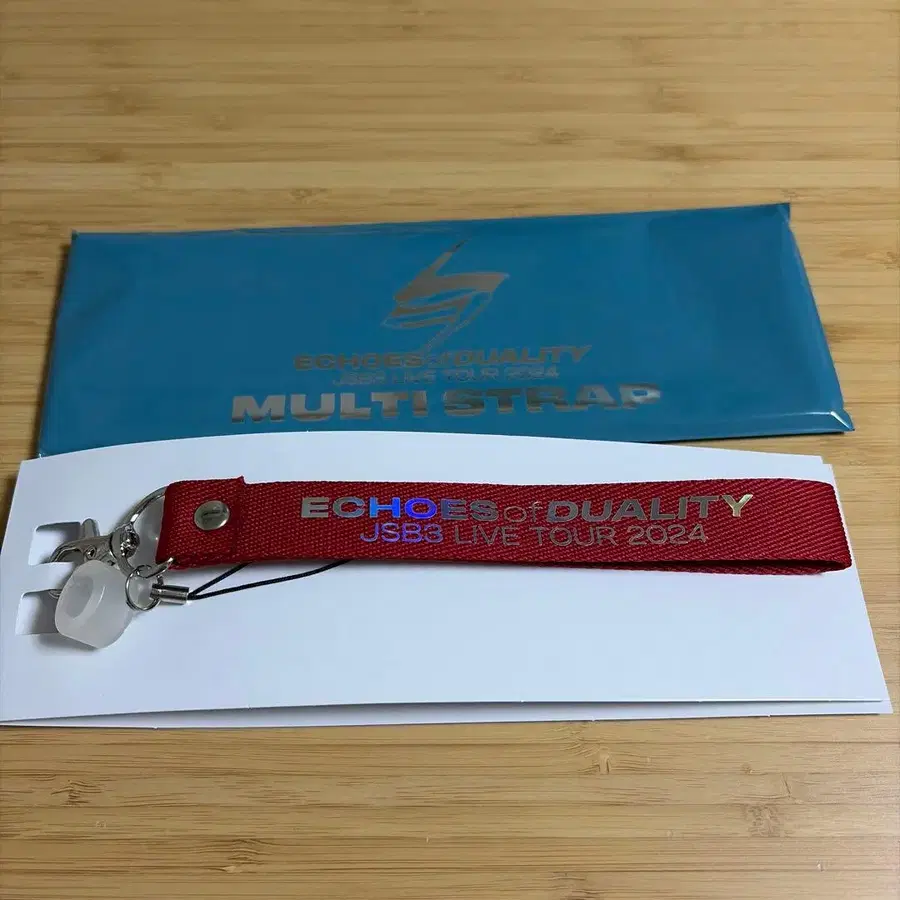 ECHOES of DUALITY
JSB3 LIVE TOUR 2024
MULTI STRAP
ECHOES of DUALITY
JSB3 LIVE TOUR 2024